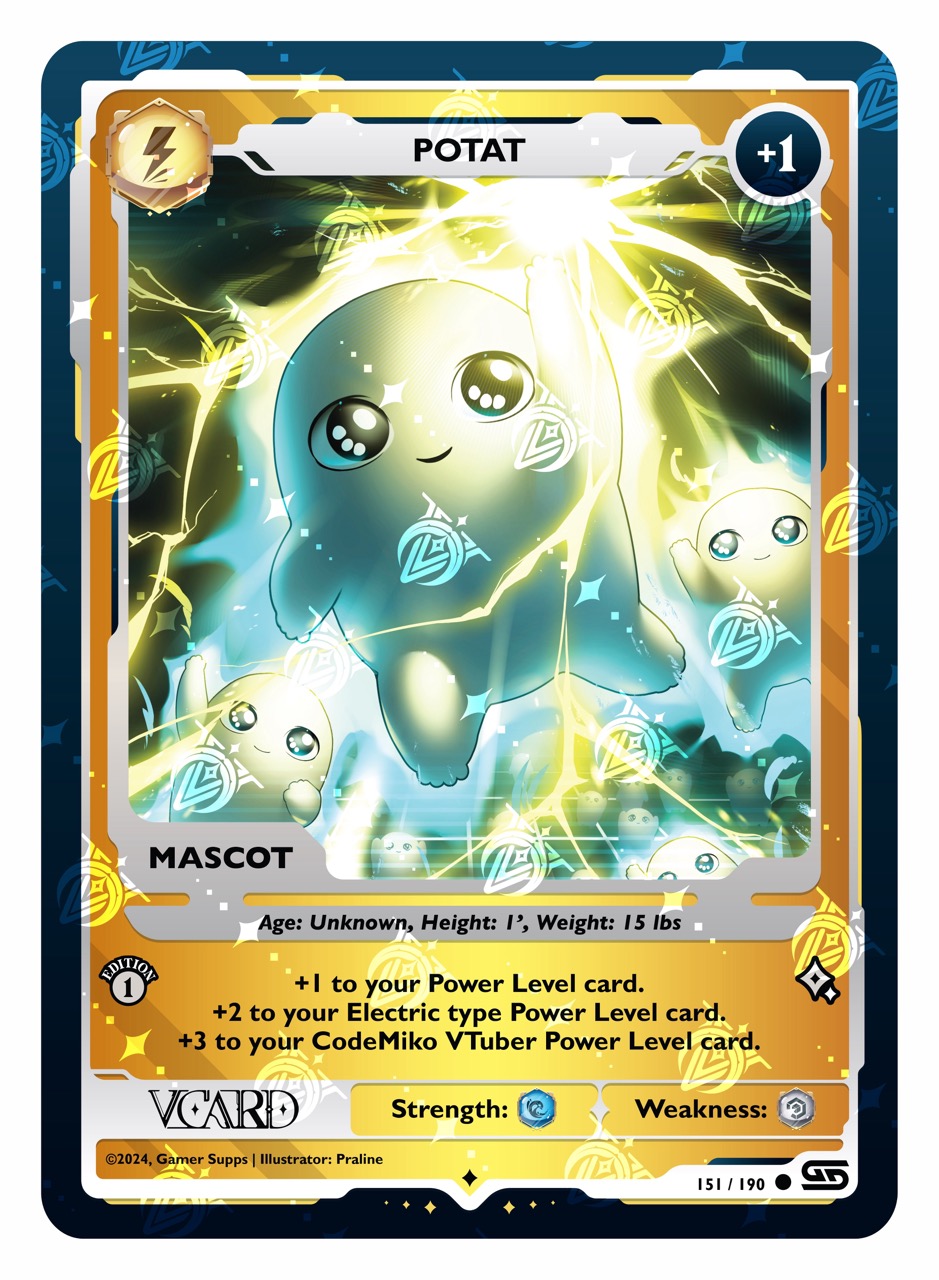 POTAT
+1
MASCOT
Age: Unknown, Height: 1’, Weight: 15 lbs
EDITION
1
+1 to your Power Level card.
+2 to your Electric type Power Level card.
+3 to your CodeMiko VTuber Power Level card.
VCARD
Strength:
Weakness:
©2024, Gamer Supps | Illustrator: Praline
151 / 190
GS